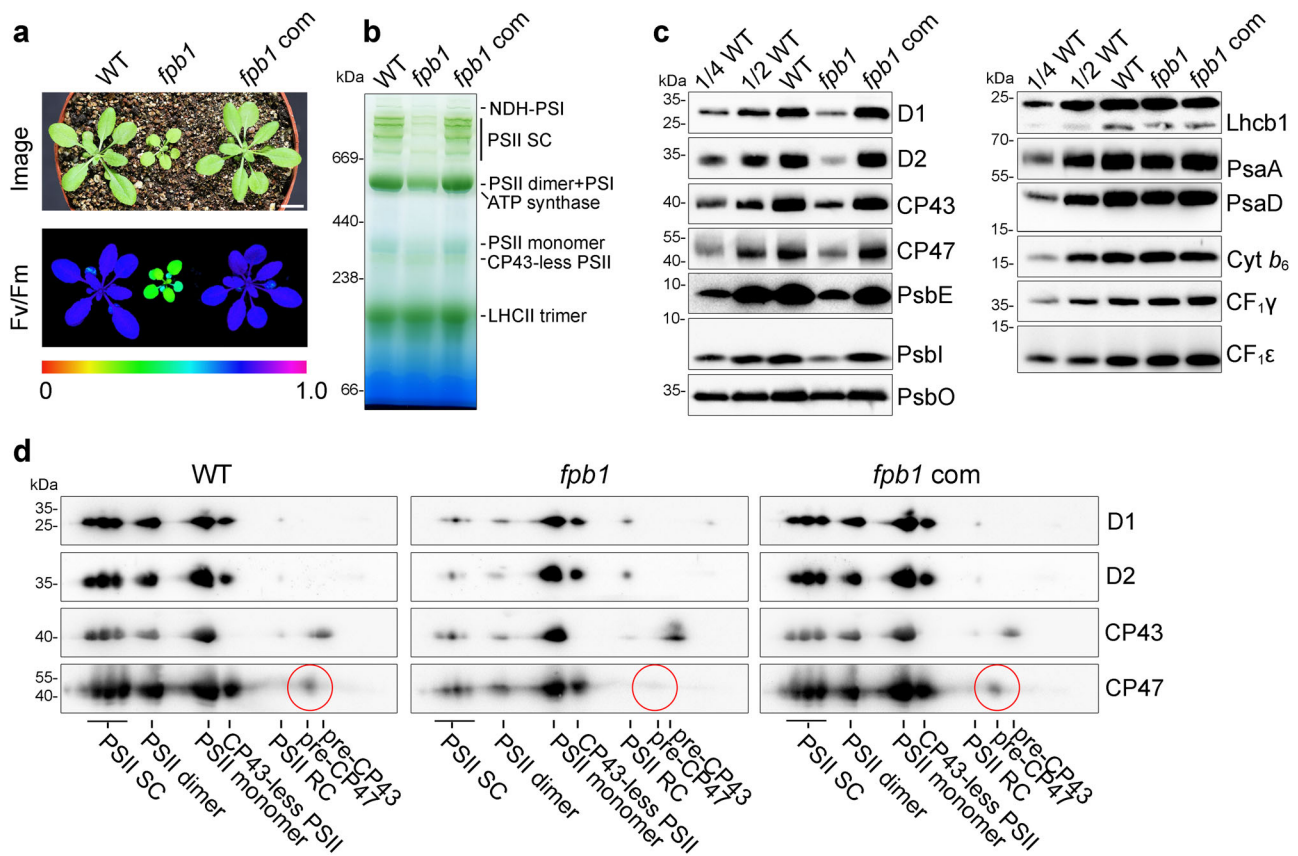 a
WT
fpb1
fpb1 com
Image
Fv/Fm
0
1.0
b
kDa
WT
fpb1
fpb1 com
669-
440-
238-
66-
NDH-PSI
PSII SC
PSII dimer+PSI
ATP synthase
PSII monomer
CP43-less PSII
LHCII trimer
c
kDa
1/4 WT
1/2 WT
WT
fpb1
fpb1 com
35-
25-
D1
35-
D2
40-
CP43
55-
40-
CP47
10-
PsbE
10-
PsbI
35-
PsbO
kDa
1/4 WT
1/2 WT
WT
fpb1
fpb1 com
25-
Lhcb1
70-
55-
PsaA
15-
PsaD
15-
Cyt b₆
35-
CF₁γ
15-
CF₁ε
d
WT
fpb1
fpb1 com
kDa
35-
25-
D1
35-
D2
40-
CP43
55-
40-
CP47
PSII SC
PSII dimer
PSII monomer
CP43-less PSII
PSII RC
pre-CP47
pre-CP43
PSII SC
PSII dimer
PSII monomer
CP43-less PSII
PSII RC
pre-CP47
pre-CP43
PSII SC
PSII dimer
PSII monomer
CP43-less PSII
PSII RC
pre-CP47
pre-CP43